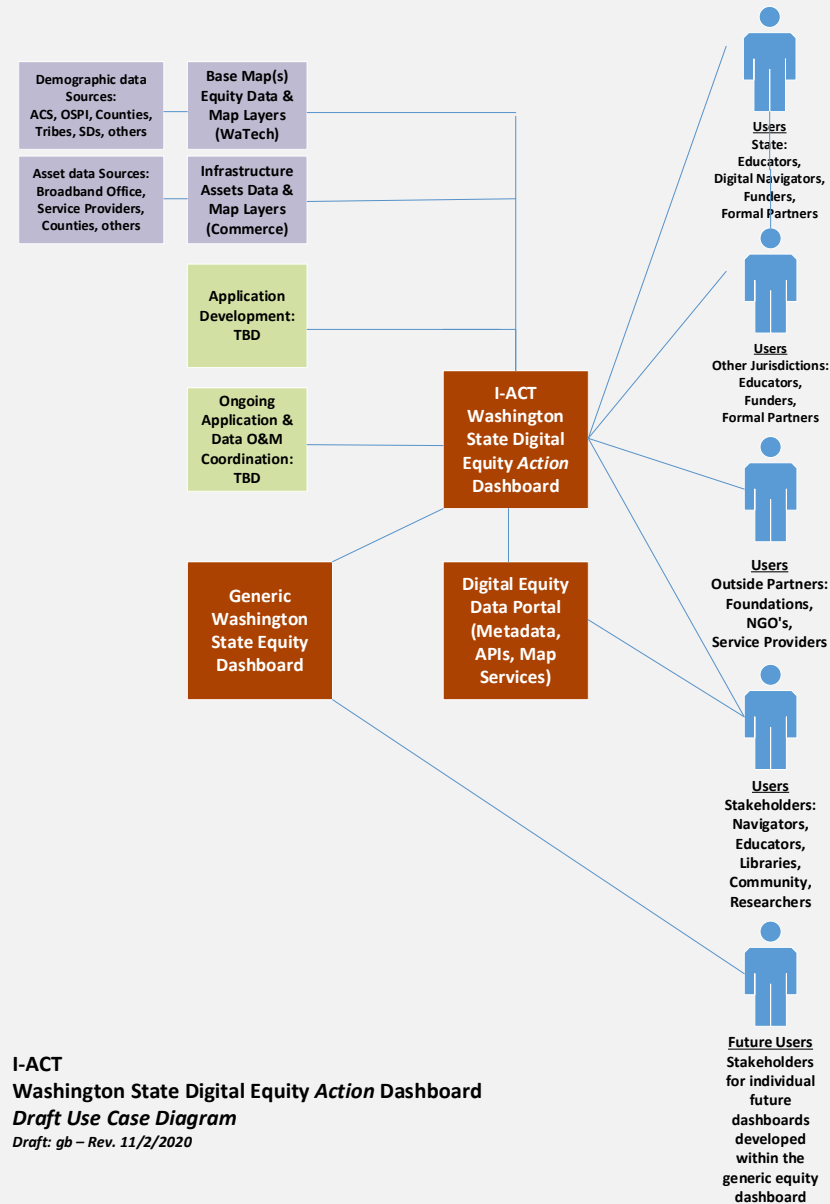 Demographic data
Sources:
ACS, OSPI, Counties,
Tribes, SDs, others
Base Map(s)
Equity Data &
Map Layers
(WaTech)
Asset data Sources:
Broadband Office,
Service Providers,
Counties, others
Infrastructure
Assets Data &
Map Layers
(Commerce)
Application
Development:
TBD
Ongoing
Application &
Data O&M
Coordination:
TBD
I-ACT
Washington
State Digital
Equity Action
Dashboard
Generic
Washington
State Equity
Dashboard
Digital Equity
Data Portal
(Metadata,
APIs, Map
Services)
Users
State:
Educators,
Digital Navigators,
Funders,
Formal Partners
Users
Other Jurisdictions:
Educators,
Funders,
Formal Partners
Users
Outside Partners:
Foundations,
NGO's,
Service Providers
Users
Stakeholders:
Navigators,
Educators,
Libraries,
Community,
Researchers
Future Users
Stakeholders
for individual
future
dashboards
developed
within the
generic equity
dashboard
I-ACT
Washington State Digital Equity Action Dashboard
Draft Use Case Diagram
Draft: gb – Rev. 11/2/2020